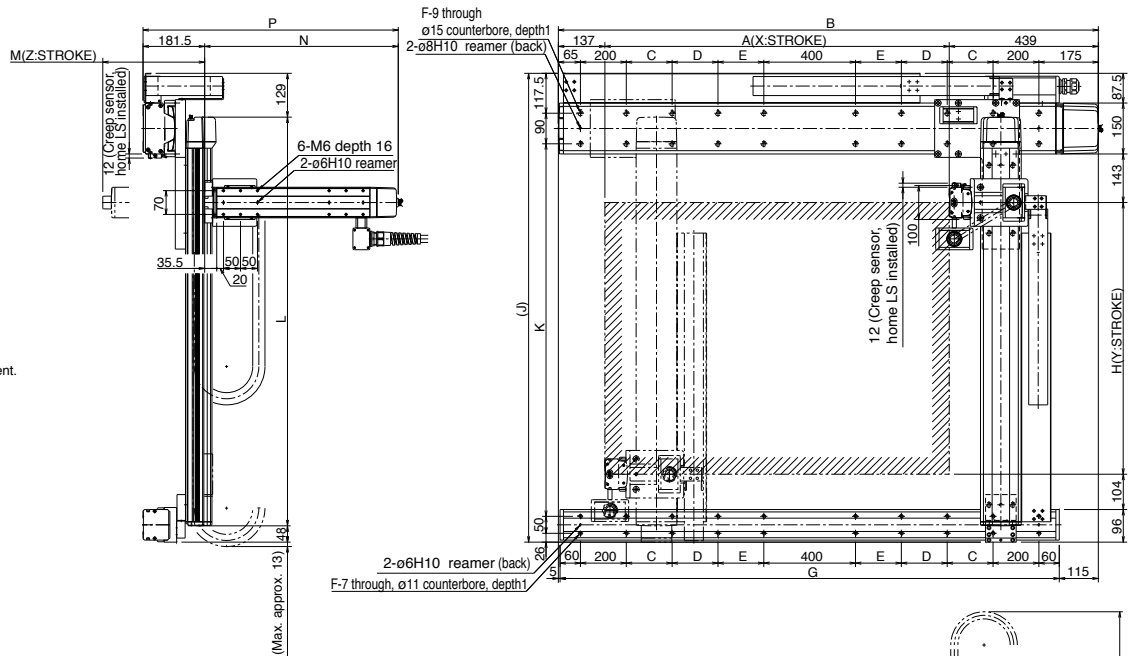 P
181.5
N
M(Z:STROKE)
12 (Creep sensor,
home LS installed)
129
6-M6 depth 16
2-ø6H10 reamer
70
35.5
50
50
20
L
48
(Max. approx. 13)
ent.
F-9 through
ø15 counterbore, depth1
2-ø8H10 reamer (back)
B
137
A(X:STROKE)
439
65
200
C
D
E
400
E
D
C
200
175
117.5
90
87.5
150
143
100
12 (Creep sensor,
home LS installed)
(J)
K
H(Y:STROKE)
104
96
50
26
2-ø6H10 reamer (back)
F-7 through, ø11 counterbore, depth1
60
200
C
D
E
400
E
D
C
200
60
5
G
115